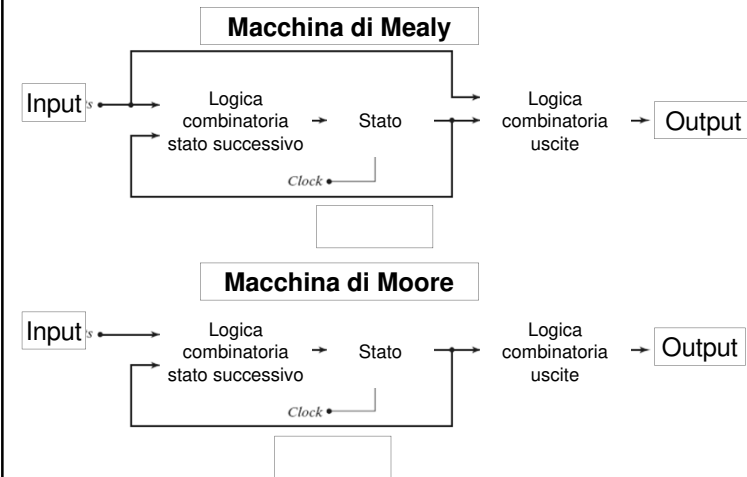 Macchina di Mealy
Input
Logica
combinatoria
stato successivo
Stato
Logica
combinatoria
uscite
Output
Clock
Macchina di Moore
Input
Logica
combinatoria
stato successivo
Stato
Logica
combinatoria
uscite
Output
Clock